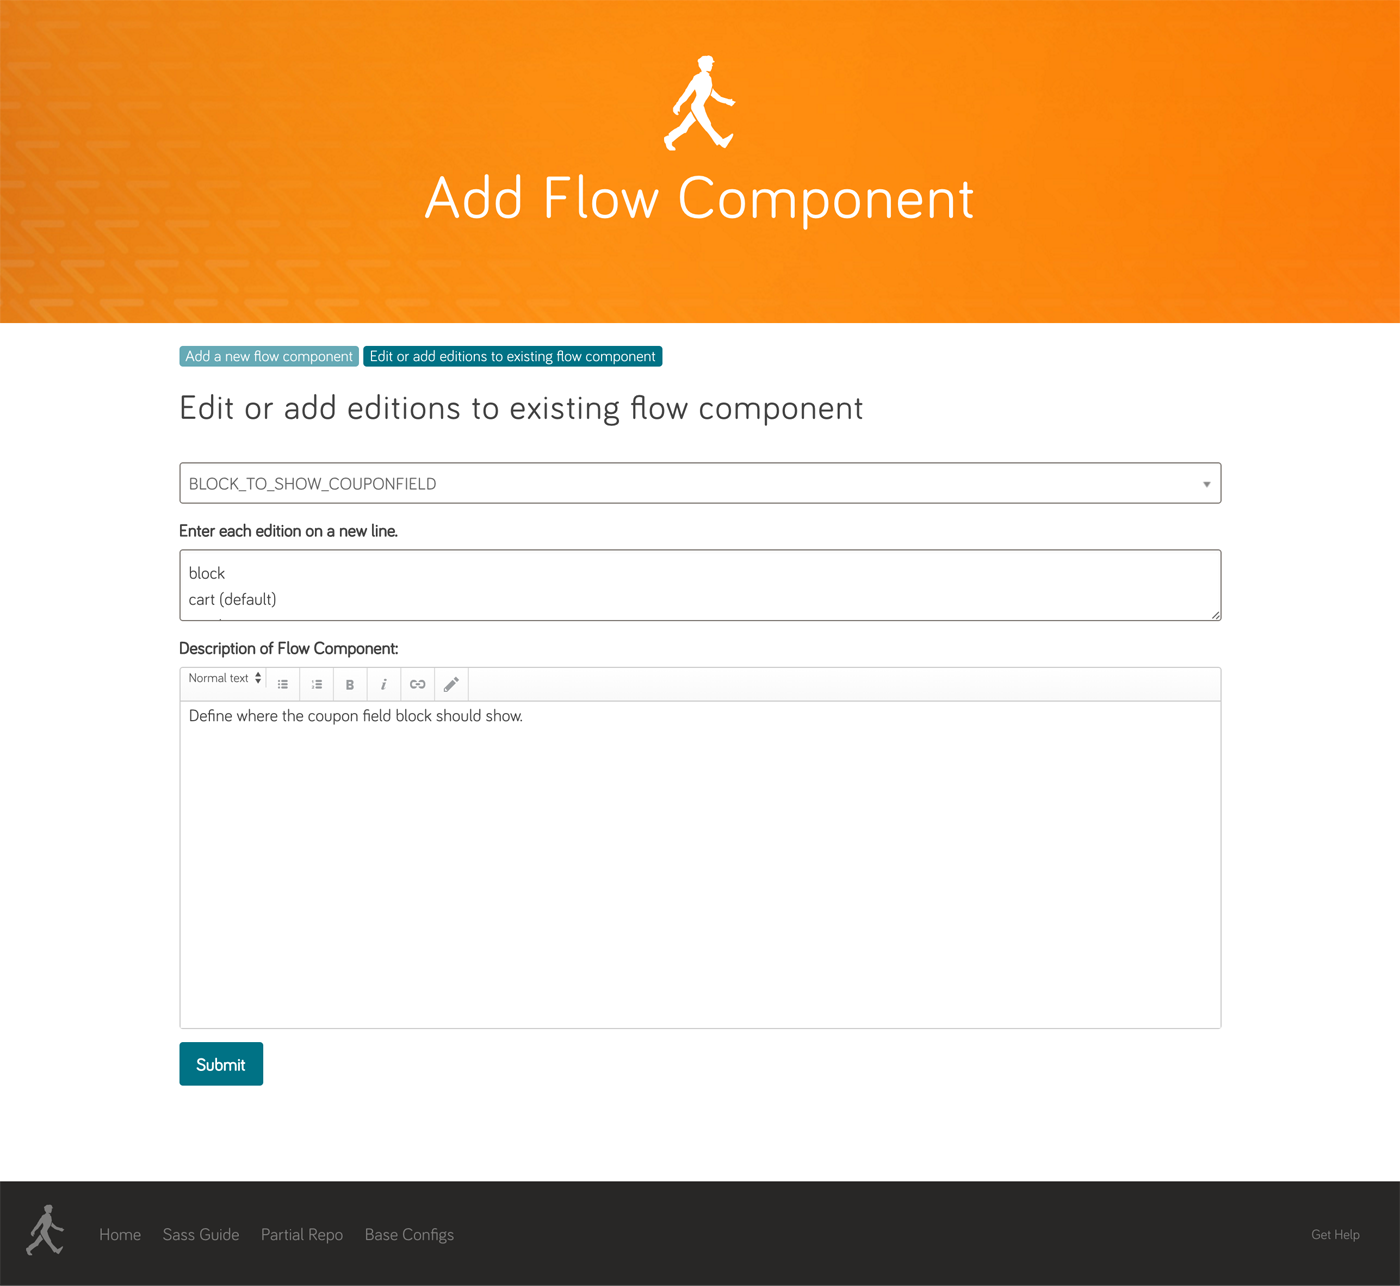 Add Flow Component
Add a new flow component Edit or add editions to existing flow component
Edit or add editions to existing flow component
BLOCK_TO_SHOW_COUPONFIELD
Enter each edition on a new line.
block
cart (default)
Description of Flow Component:
Normal text B i
Define where the coupon field block should show.
Submit
Home Sass Guide Partial Repo Base Configs Get Help